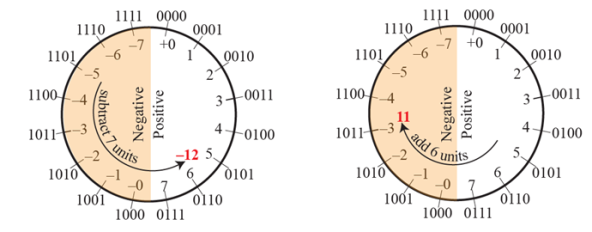 1111 0000
1110 0001
–7 +0
–6 1
1101 0010
–5 2
1100 –4 3 0011
subtract 7 units
Negative
Positive
1011 –3 4 0100
–12
–2 5
1010 0101
–1 6
–0 7
1001 0110
1000 0111
1111 0000
1110 0001
–7 +0
–6 1
1101 0010
–5 2
1100 –4 3 0011
11
Negative
Positive
1011 –3 4 0100
add 6 units
–2 5
1010 0101
–1 6
–0 7
1001 0110
1000 0111